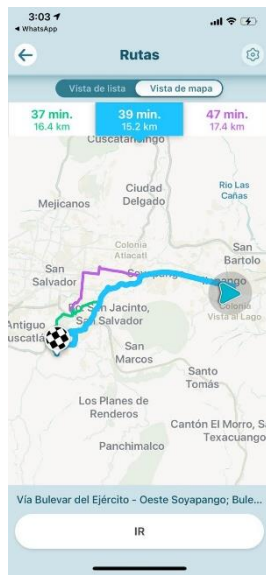 3:03
WhatsApp
Rutas
Vista de lista
Vista de mapa
37 min.
16.4 km
39 min.
15.2 km
47 min.
17.4 km
Cuscatancingo
Ciudad
Delgado
Mejicanos
Rio Las
Cañas
Colonia
Atlacatl
San
Bartolo
San
Salvador
Soyapango
Ilopango
Colonia
Vista al Lago
San Jacinto,
San Salvador
Antiguo
San
Marcos
Santo
Tomás
Los Planes de
Renderos
Cantón El Morro, S
Texacuango
Panchimalco
Vía Bulevar del Ejército - Oeste Soyapango; Bule...
IR